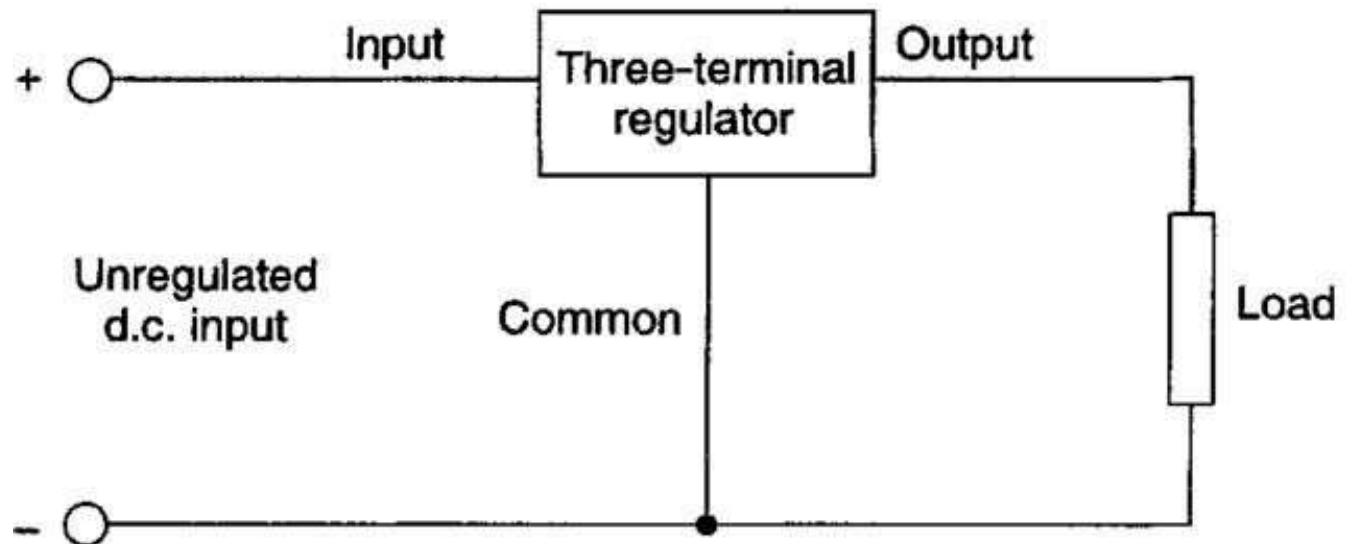 Input
Three-terminal
regulator
Output
+
Unregulated
d.c. input
Common
Load
–